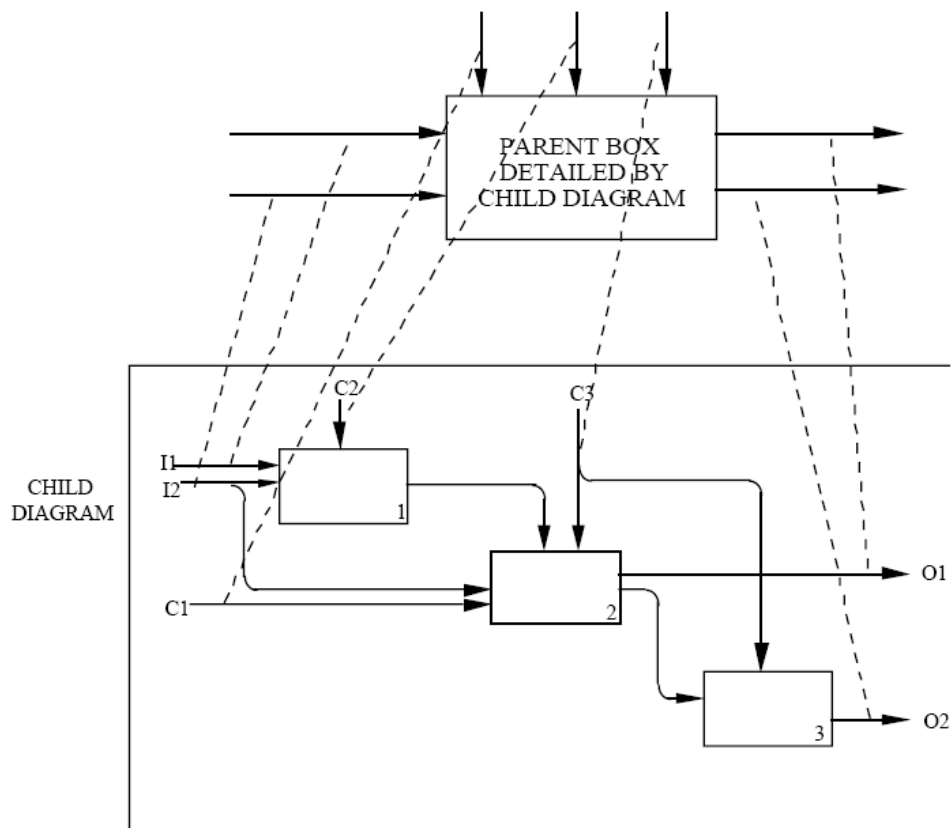 PARENT BOX
DETAILED BY
CHILD DIAGRAM
C2
C3
I1
I2
CHILD
DIAGRAM
1
C1
2
O1
3
O2